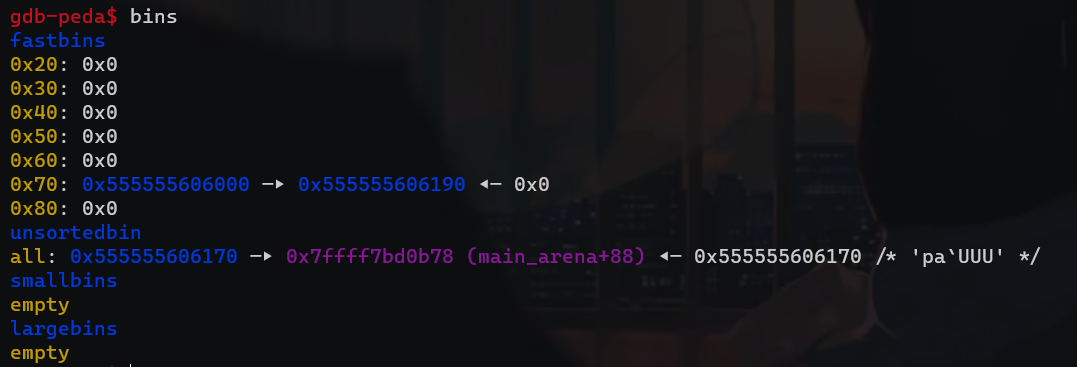 gdb-peda$ bins
fastbins
0x20: 0x0
0x30: 0x0
0x40: 0x0
0x50: 0x0
0x60: 0x0
0x70: 0x555555606000 —▸ 0x555555606190 ◂— 0x0
0x80: 0x0
unsortedbin
all: 0x555555606170 —▸ 0x7ffff7bd0b78 (main_arena+88) ◂— 0x555555606170 /* 'pa`UUU' */
smallbins
empty
largebins
empty